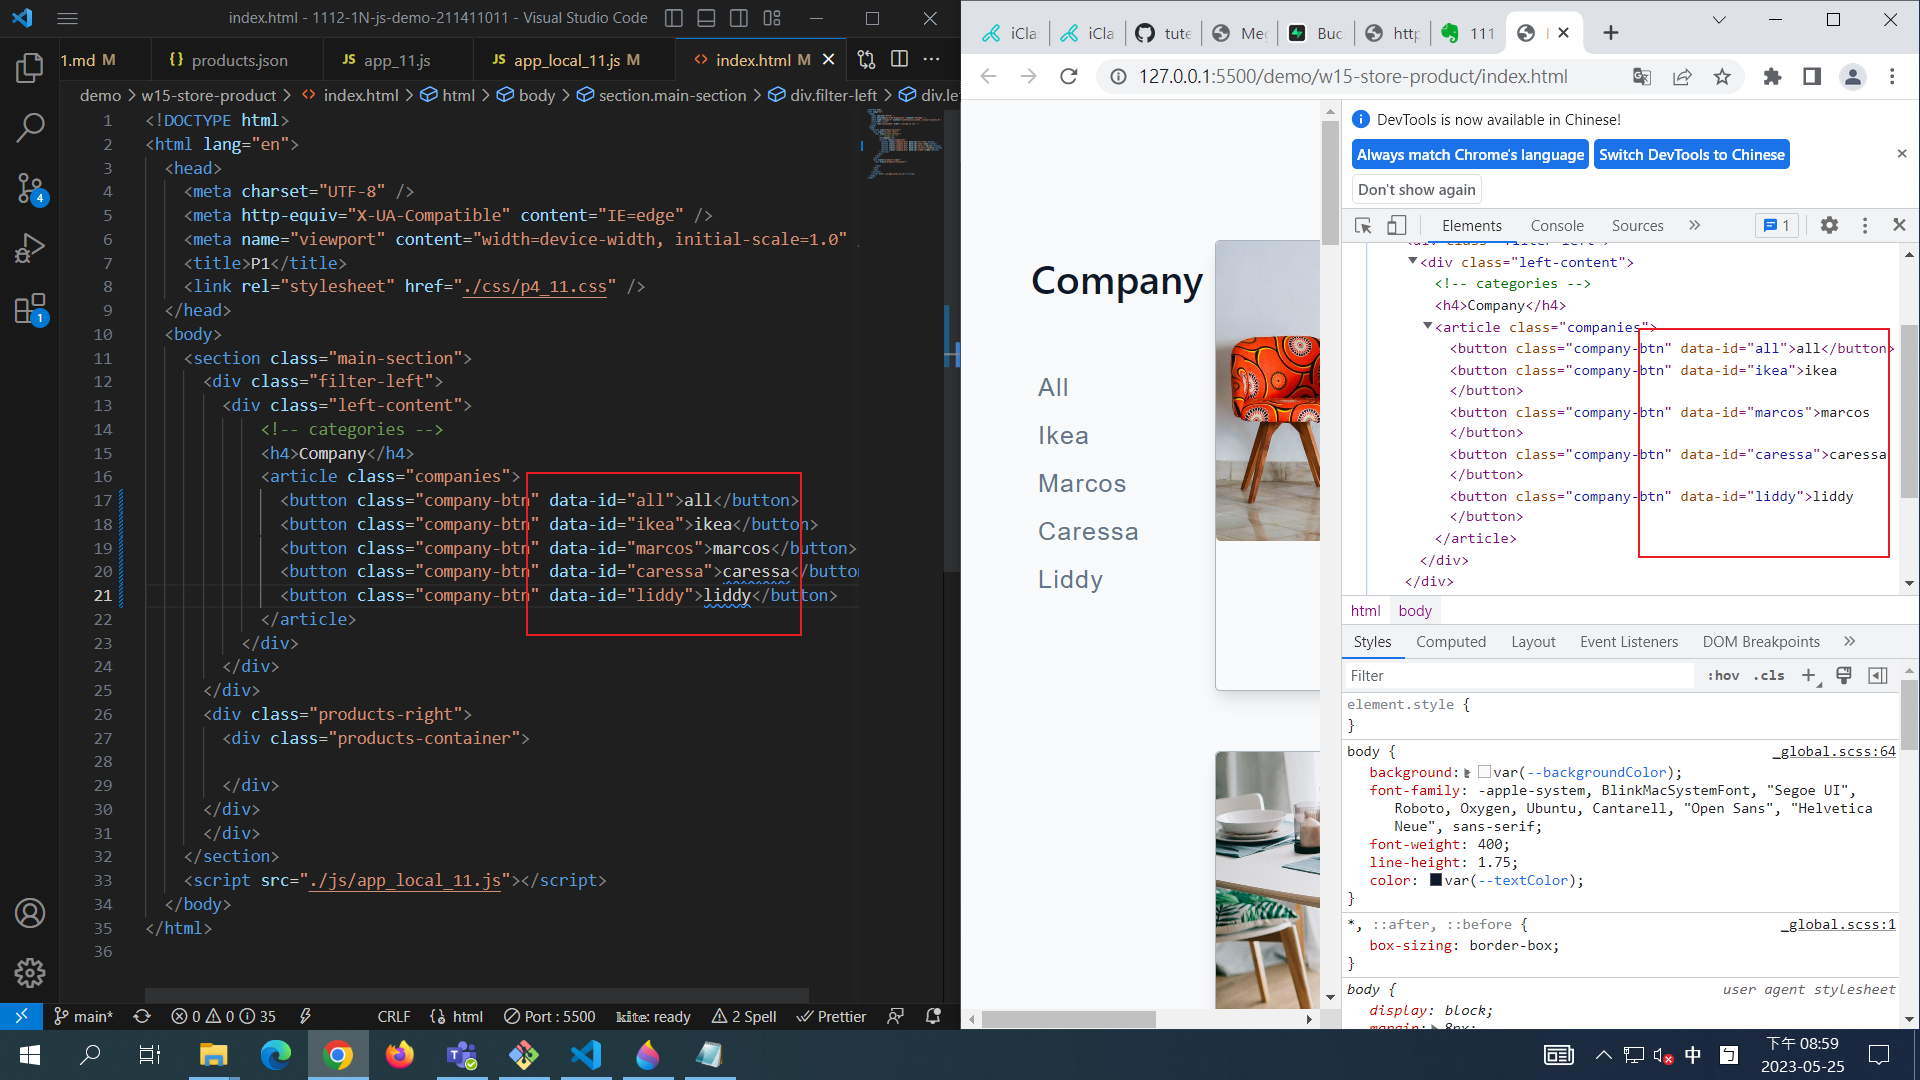 index.html - 1112-1N-js-demo-211411011 - Visual Studio Code
1.md M
{} products.json
JS app_11.js
JS app_local_11.js M
<> index.html M
demo > w15-store-product > <> index.html > html > body > section.main-section > div.filter-left >
1 <!DOCTYPE html>
2 <html lang="en">
3 <head>
4 <meta charset="UTF-8" />
5 <meta http-equiv="X-UA-Compatible" content="IE=edge" />
6 <meta name="viewport" content="width=device-width, initial-scale=1.0"
7 <title>P1</title>
8 <link rel="stylesheet" href="./css/p4_11.css" />
9 </head>
10 <body>
11 <section class="main-section">
12 <div class="filter-left">
13 <div class="left-content">
14 <!-- categories -->
15 <h4>Company</h4>
16 <article class="companies">
17 <button class="company-btn" data-id="all">all</button>
18 <button class="company-btn" data-id="ikea">ikea</button>
19 <button class="company-btn" data-id="marcos">marcos</button>
20 <button class="company-btn" data-id="caressa">caressa</butto
21 <button class="company-btn" data-id="liddy">liddy</button>
22 </article>
23 </div>
24 </div>
25 </div>
26 <div class="products-right">
27 <div class="products-container">
28
29 </div>
30 </div>
31 </div>
32 </section>
33 <script src="./js/app_local_11.js"></script>
34 </body>
35 </html>
36
4
1
main*
0 0 35
CRLF
html
Port : 5500
kite: ready
2 Spell
Prettier
iCla
iCla
tute
Meg
Buc
http
111
127.0.0.1:5500/demo/w15-store-product/index.html
Company
All
Ikea
Marcos
Caressa
Liddy
DevTools is now available in Chinese!
Always match Chrome's language
Switch DevTools to Chinese
Don't show again
Elements
Console
Sources
1
<div class="left-content">
<!-- categories -->
<h4>Company</h4>
<article class="companies">
<button class="company-btn" data-id="all">all</button>
<button class="company-btn" data-id="ikea">ikea
</button>
<button class="company-btn" data-id="marcos">marcos
</button>
<button class="company-btn" data-id="caressa">caressa
</button>
<button class="company-btn" data-id="liddy">liddy
</button>
</article>
</div>
</div>
html body
Styles
Computed
Layout
Event Listeners
DOM Breakpoints
Filter
:hov .cls
element.style {
}
body { _global.scss:64
background: var(--backgroundColor);
font-family: -apple-system, BlinkMacSystemFont, "Segoe UI",
Roboto, Oxygen, Ubuntu, Cantarell, "Open Sans", "Helvetica
Neue", sans-serif;
font-weight: 400;
line-height: 1.75;
color: var(--textColor);
}
*, ::after, ::before { _global.scss:1
box-sizing: border-box;
}
body { user agent stylesheet
display: block;
margin: 8px;
中
ㄅ
下午 08:59
2023-05-25